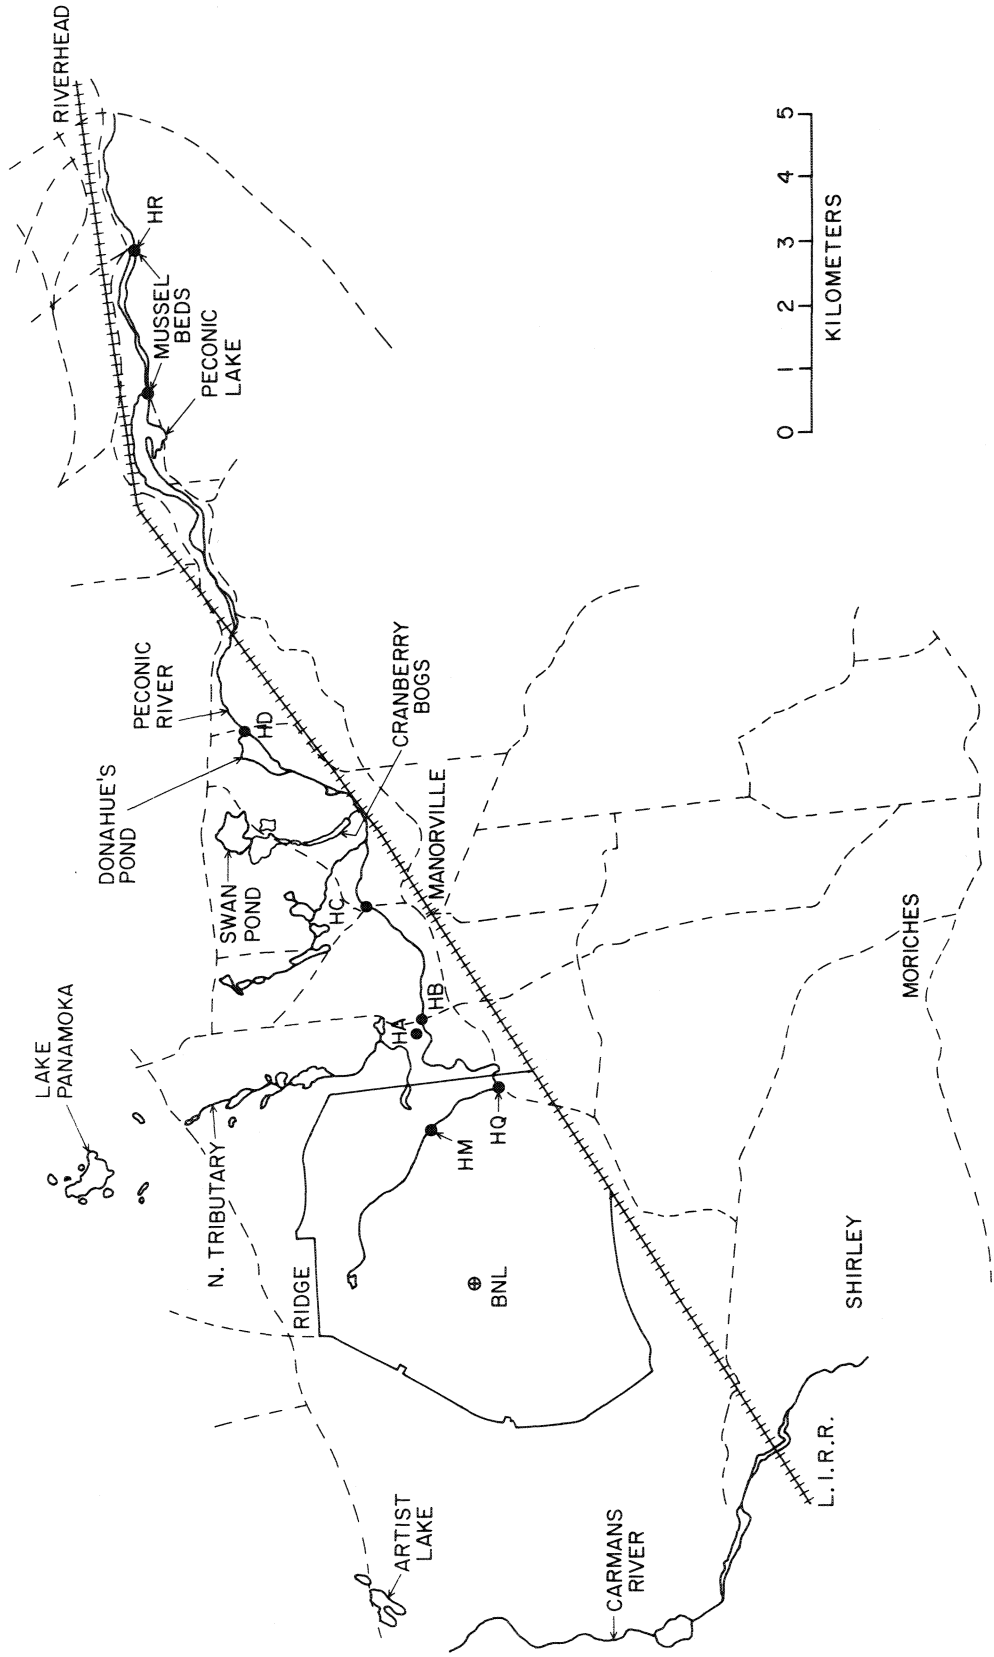 LAKE
PANAMOKA
RIVERHEAD
DONAHUE'S
POND
PECONIC
RIVER
SWAN
POND
N. TRIBUTARY
HR
MUSSEL
BEDS
PECONIC
LAKE
HD
CRANBERRY
BOGS
HC
MANORVILLE
HB
HA
HQ
HM
RIDGE
BNL
ARTIST
LAKE
CARMANS
RIVER
L.I.R.R.
SHIRLEY
MORICHES
0 1 2 3 4 5
KILOMETERS